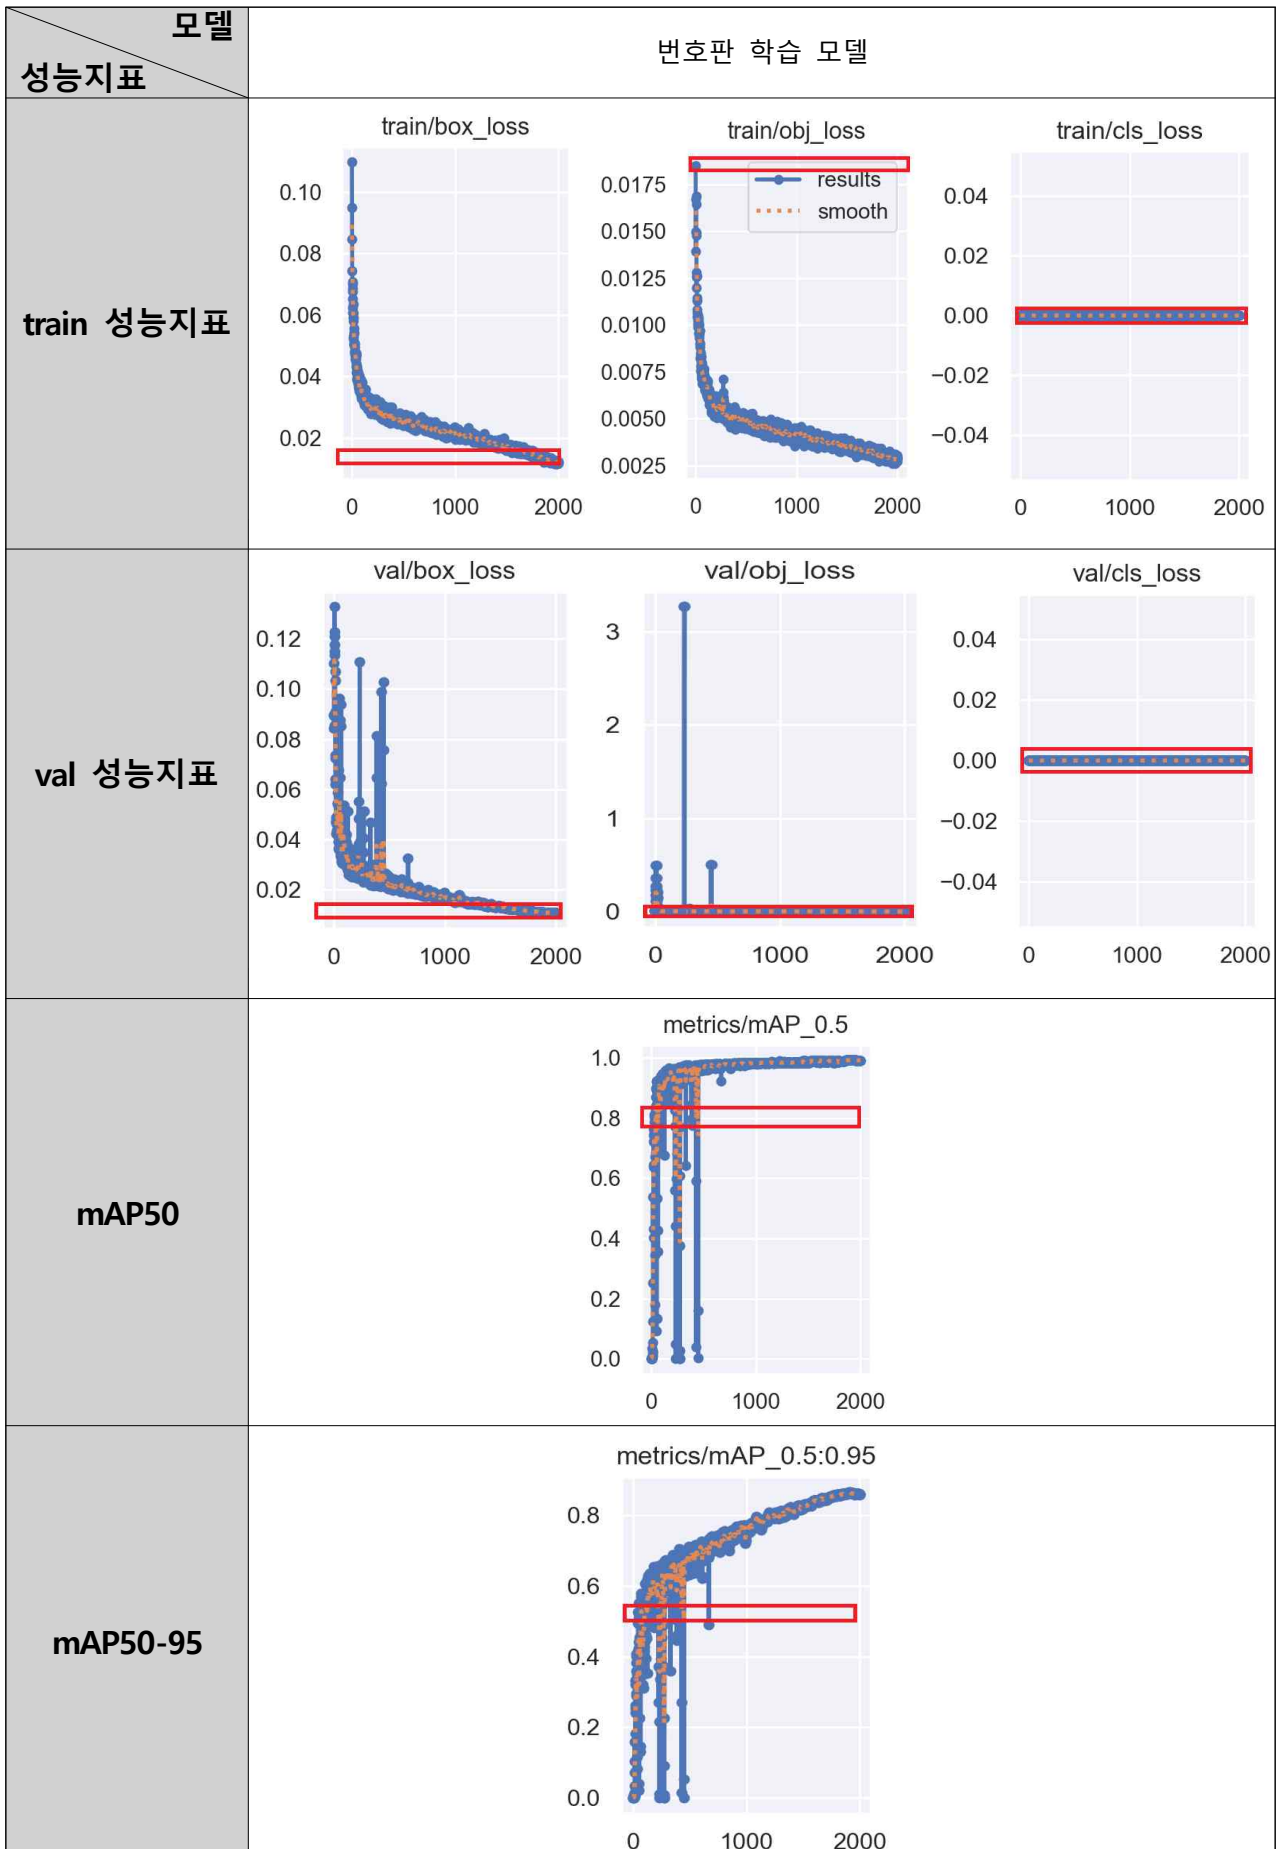 모델
성능지표
번호판 학습 모델
train 성능지표
train/box_loss
0.10
0.08
0.06
0.04
0.02
0 1000 2000
train/obj_loss
results
smooth
0.0175
0.0150
0.0125
0.0100
0.0075
0.0050
0.0025
0 1000 2000
train/cls_loss
0.04
0.02
0.00
−0.02
−0.04
0 1000 2000
val 성능지표
val/box_loss
0.12
0.10
0.08
0.06
0.04
0.02
0 1000 2000
val/obj_loss
3
2
1
0
0 1000 2000
val/cls_loss
0.04
0.02
0.00
−0.02
−0.04
0 1000 2000
mAP50
metrics/mAP_0.5
1.0
0.8
0.6
0.4
0.2
0.0
0 1000 2000
mAP50-95
metrics/mAP_0.5:0.95
0.8
0.6
0.4
0.2
0.0
0 1000 2000